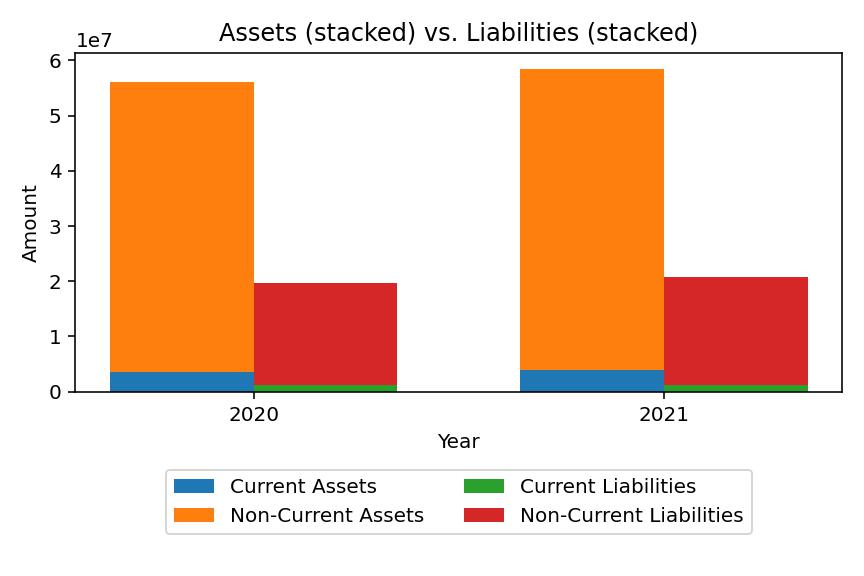 Assets (stacked) vs. Liabilities (stacked)
1e7
6
5
4
3
2
1
0
Amount
2020 2021
Year
Current Assets Current Liabilities
Non-Current Assets Non-Current Liabilities